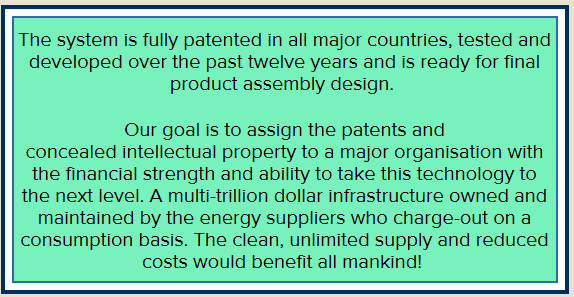 The system is fully patented in all major countries, tested and
developed over the past twelve years and is ready for final
product assembly design.
Our goal is to assign the patents and
concealed intellectual property to a major organisation with
the financial strength and ability to take this technology to
the next level. A multi-trillion dollar infrastructure owned and
maintained by the energy suppliers who charge-out on a
consumption basis. The clean, unlimited supply and reduced
costs would benefit all mankind!